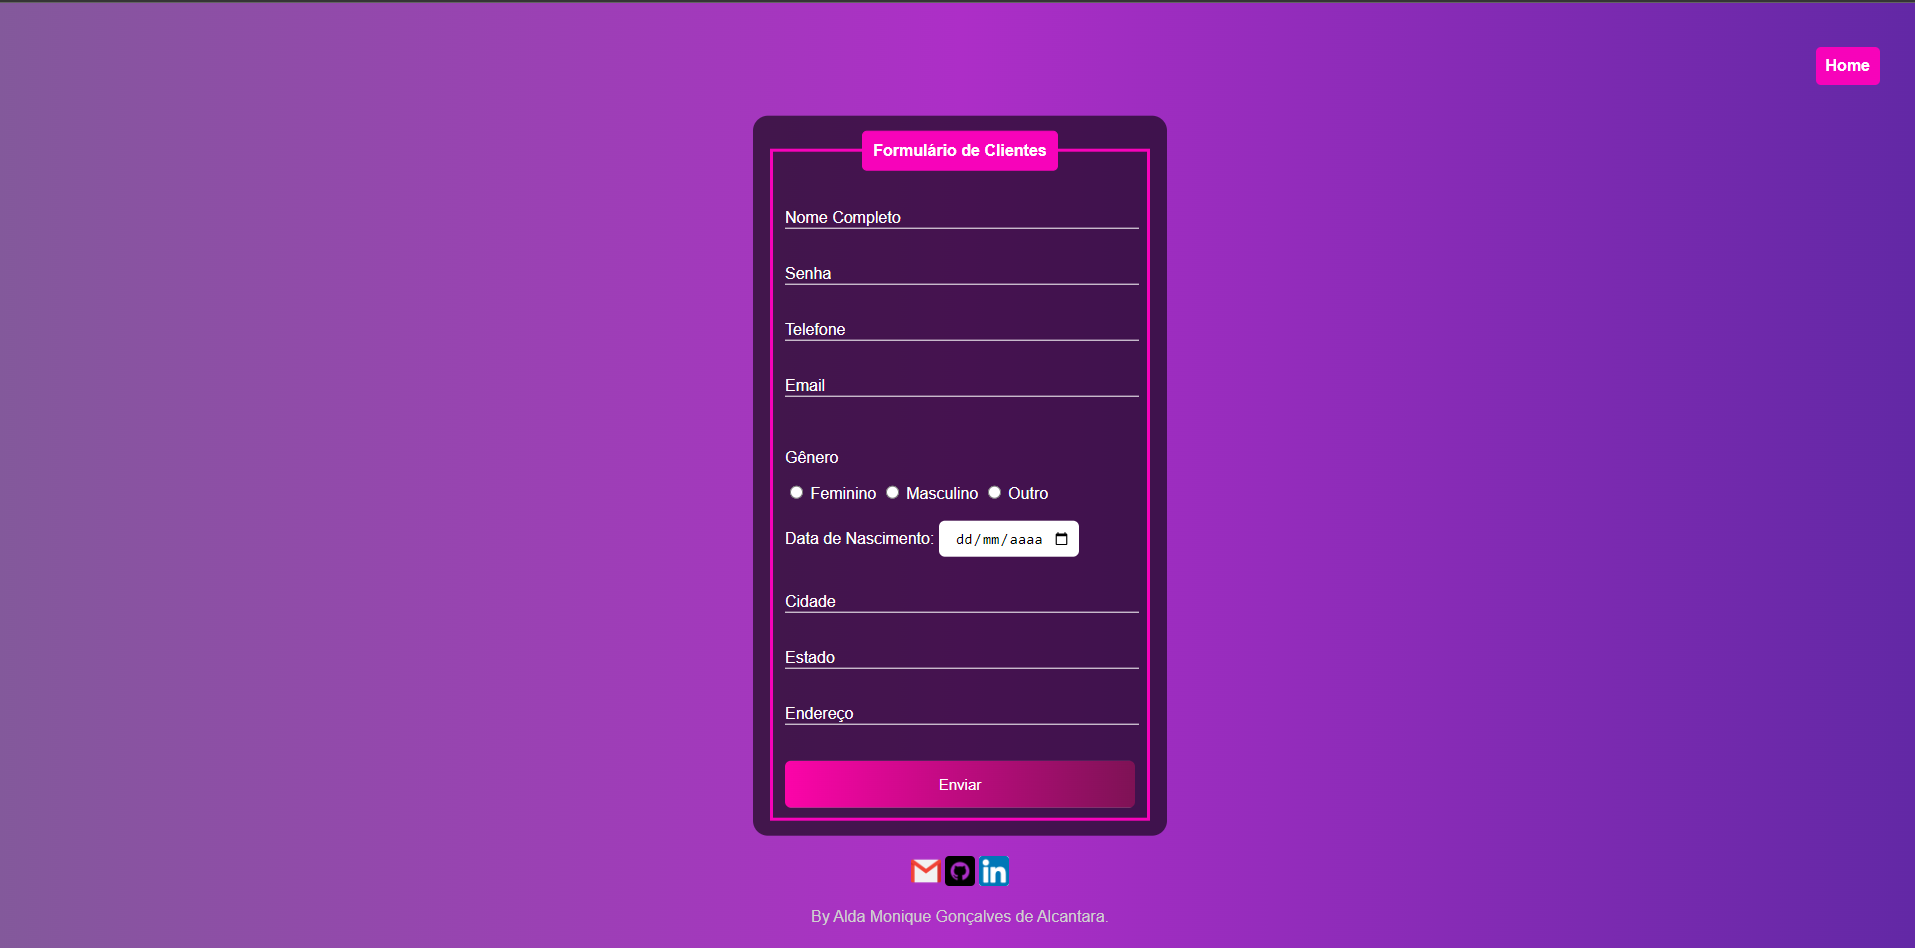 Home
Formulário de Clientes
Nome Completo
Senha
Telefone
Email
Gênero
Feminino Masculino Outro
Data de Nascimento: dd/mm/aaaa
Cidade
Estado
Endereço
Enviar
in
By Alda Monique Gonçalves de Alcantara.